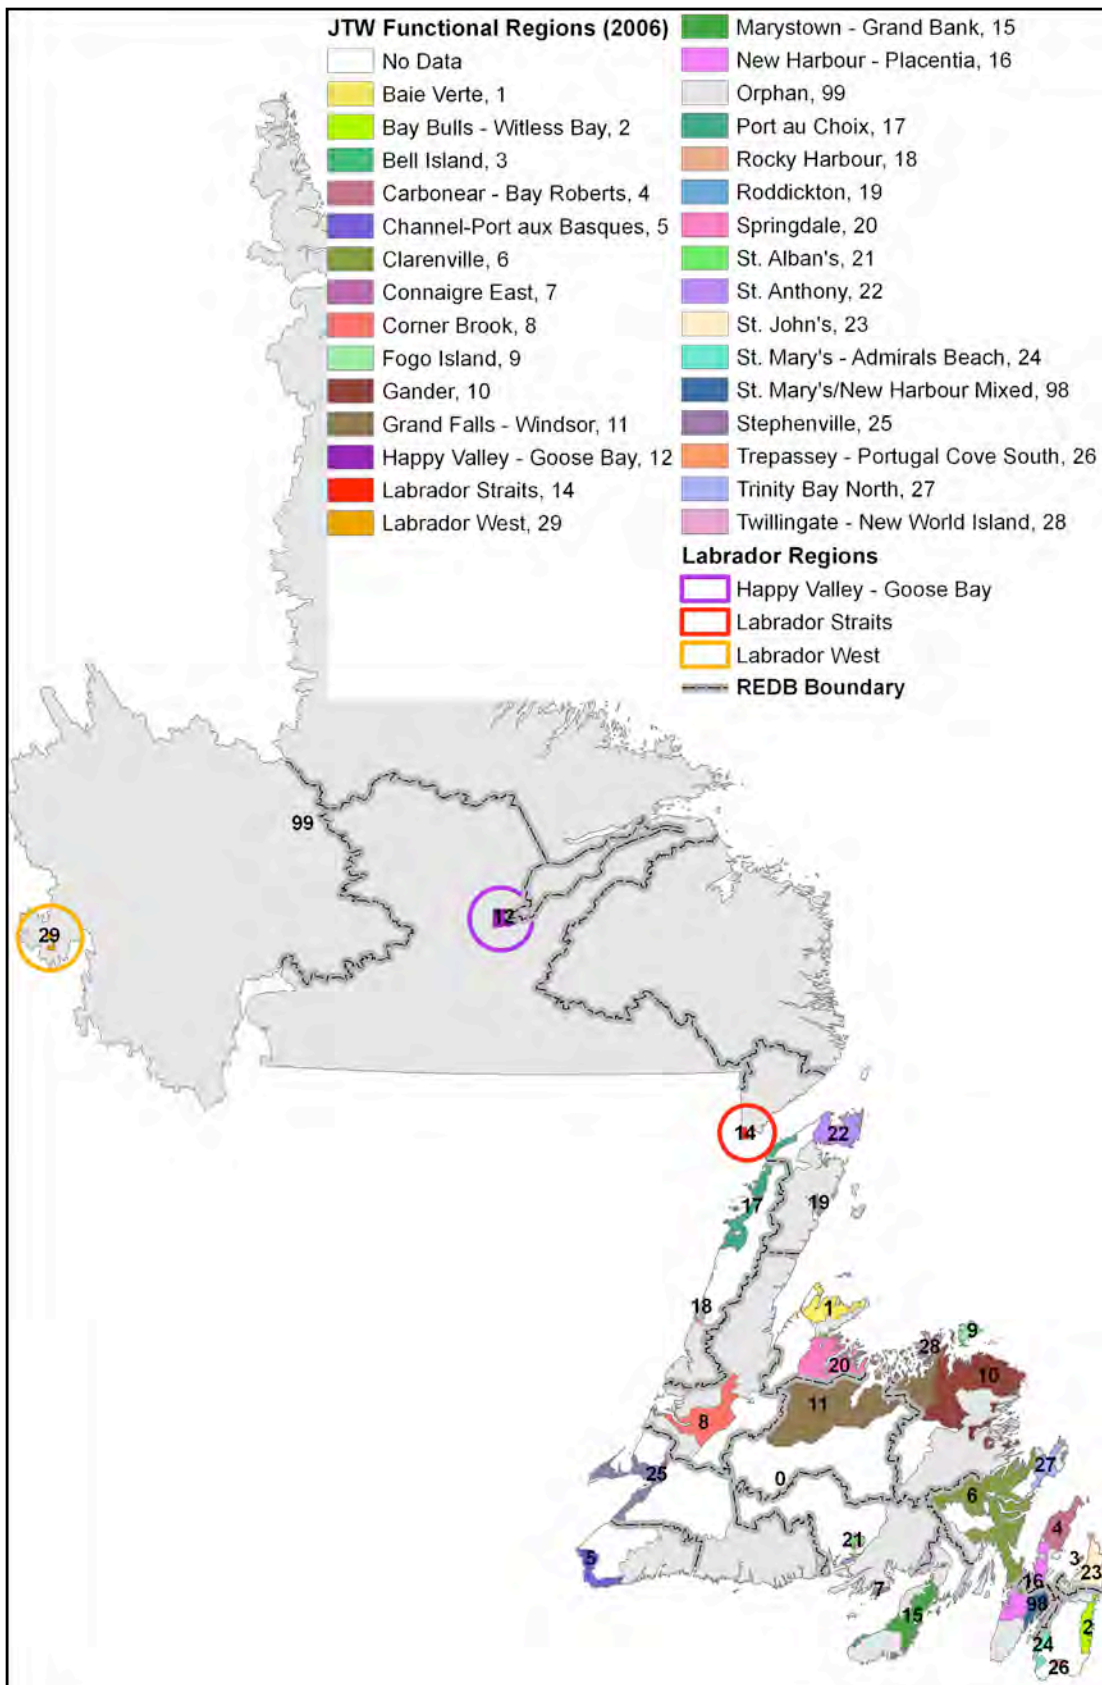 JTW Functional Regions (2006)
No Data
Baie Verte, 1
Bay Bulls - Witless Bay, 2
Bell Island, 3
Carbonear - Bay Roberts, 4
Channel-Port aux Basques, 5
Clarenville, 6
Connaigre East, 7
Corner Brook, 8
Fogo Island, 9
Gander, 10
Grand Falls - Windsor, 11
Happy Valley - Goose Bay, 12
Labrador Straits, 14
Labrador West, 29
Marystown - Grand Bank, 15
New Harbour - Placentia, 16
Orphan, 99
Port au Choix, 17
Rocky Harbour, 18
Roddickton, 19
Springdale, 20
St. Alban's, 21
St. Anthony, 22
St. John's, 23
St. Mary's - Admirals Beach, 24
St. Mary's/New Harbour Mixed, 98
Stephenville, 25
Trepassey - Portugal Cove South, 26
Trinity Bay North, 27
Twillingate - New World Island, 28
Labrador Regions
Happy Valley - Goose Bay
Labrador Straits
Labrador West
REDB Boundary
99
12
29
14
22
17
19
18
1
9
28
20
10
11
8
25
0
27
6
4
21
5
3
23
16
7
98
15
2
24
26